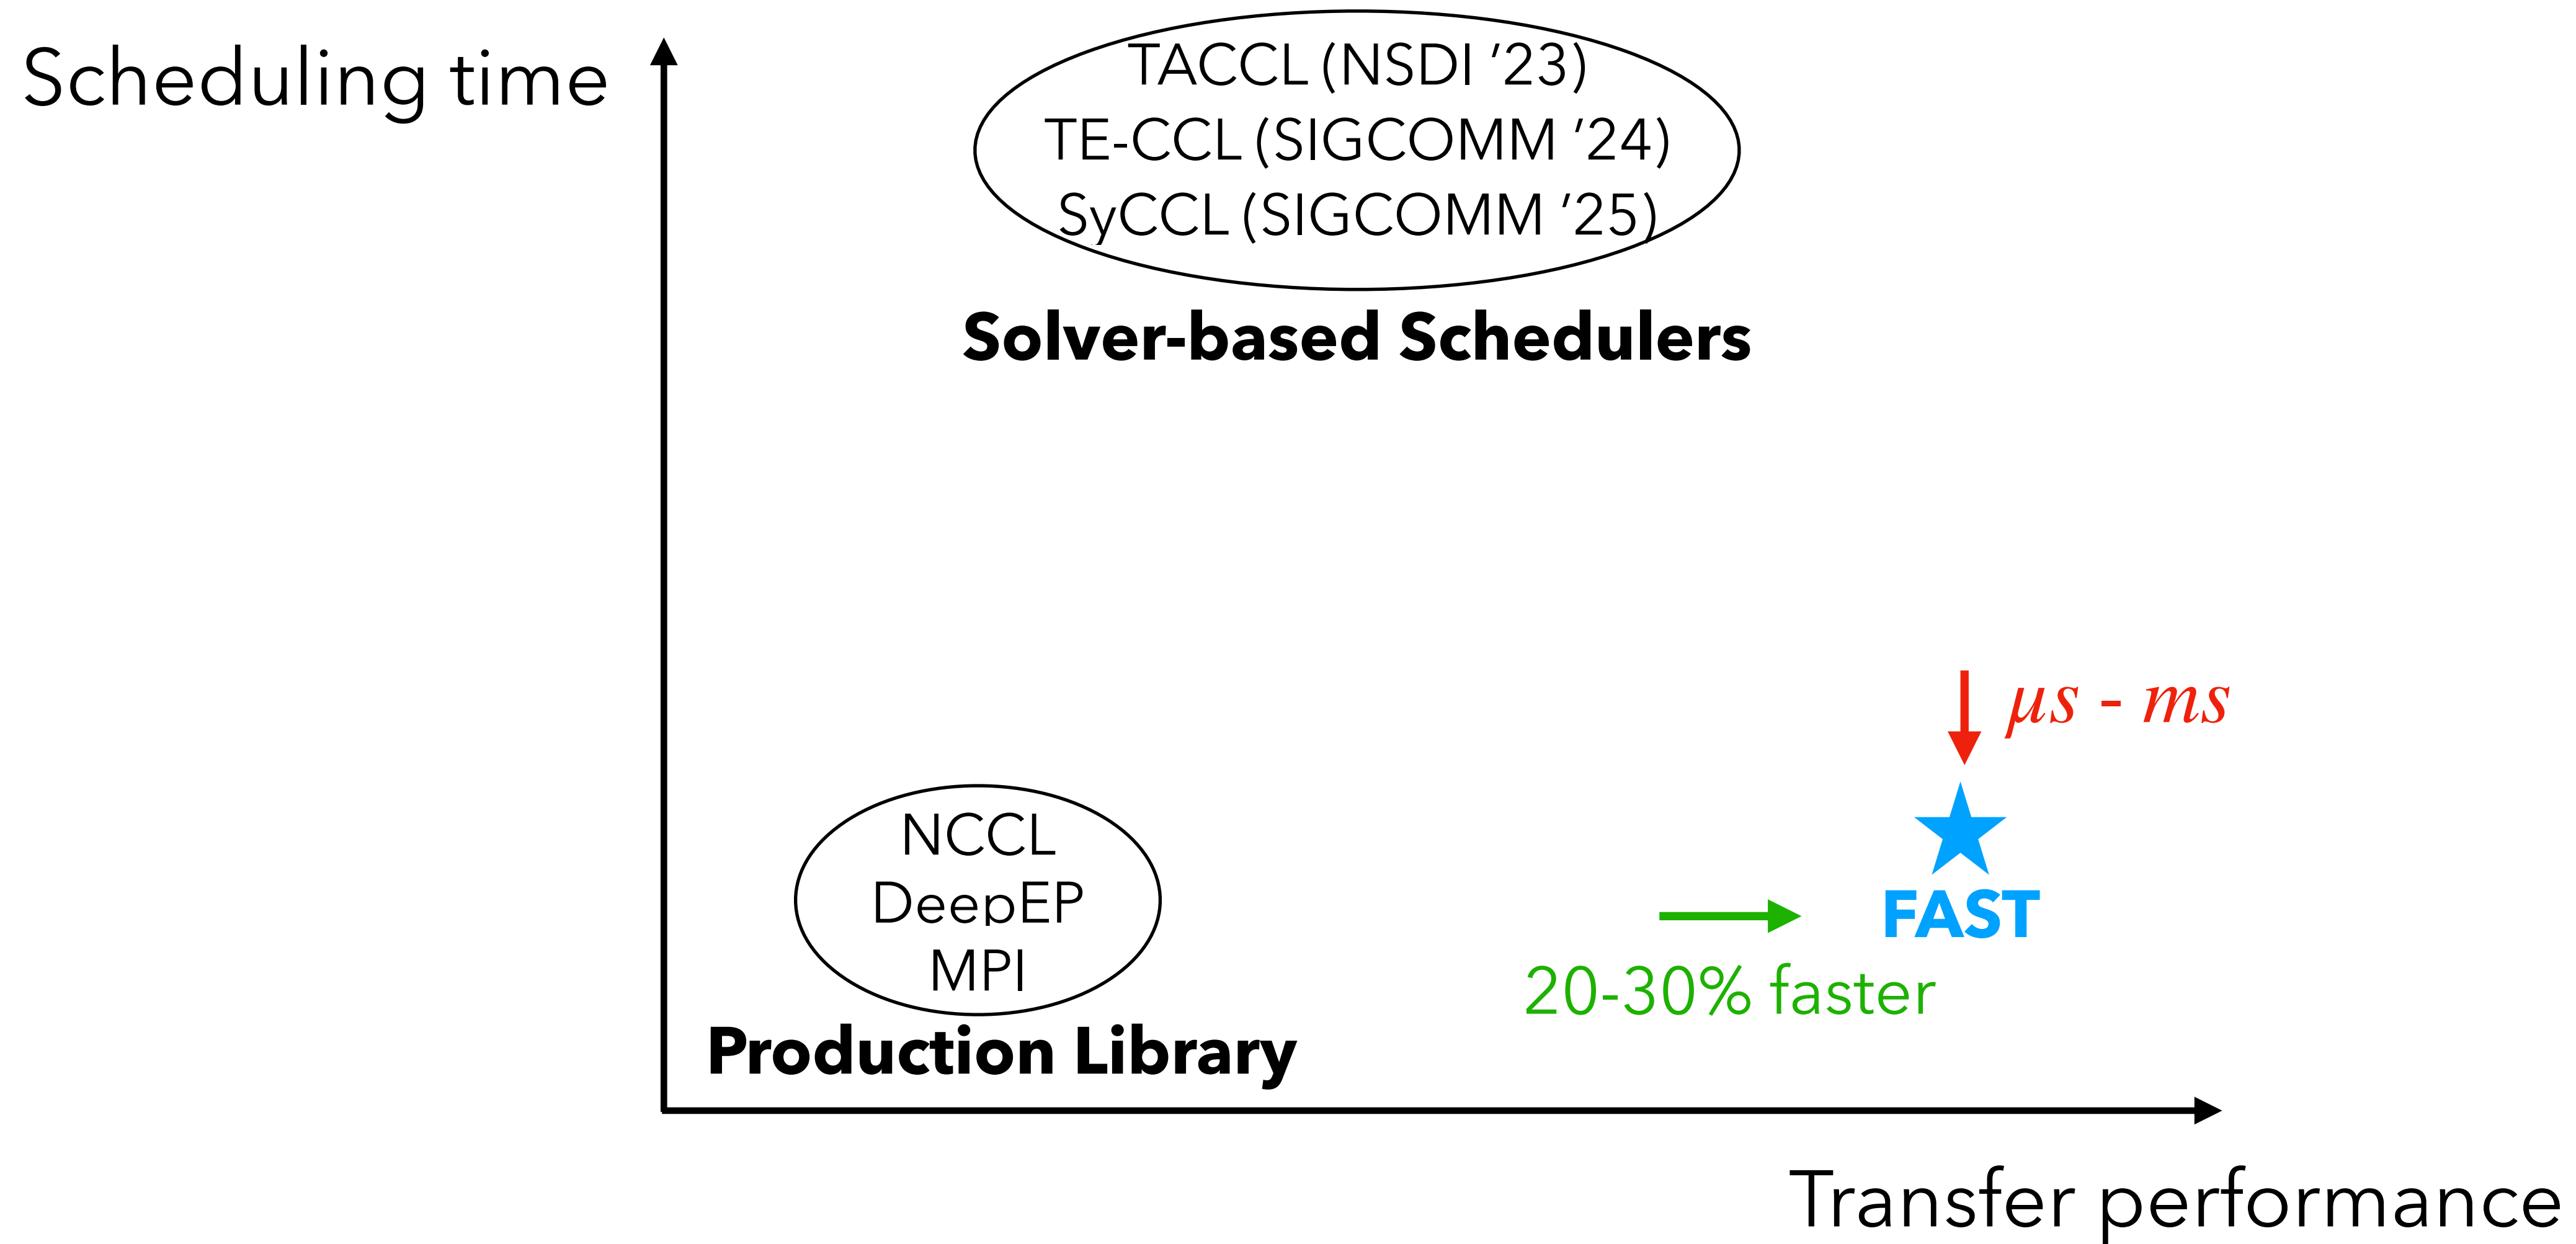 Scheduling time
TACCL (NSDI ’23)
TE-CCL (SIGCOMM ’24)
SyCCL (SIGCOMM ’25)
Solver-based Schedulers
μs - ms
NCCL
DeepEP
MPI
Production Library
FAST
20-30% faster
Transfer performance